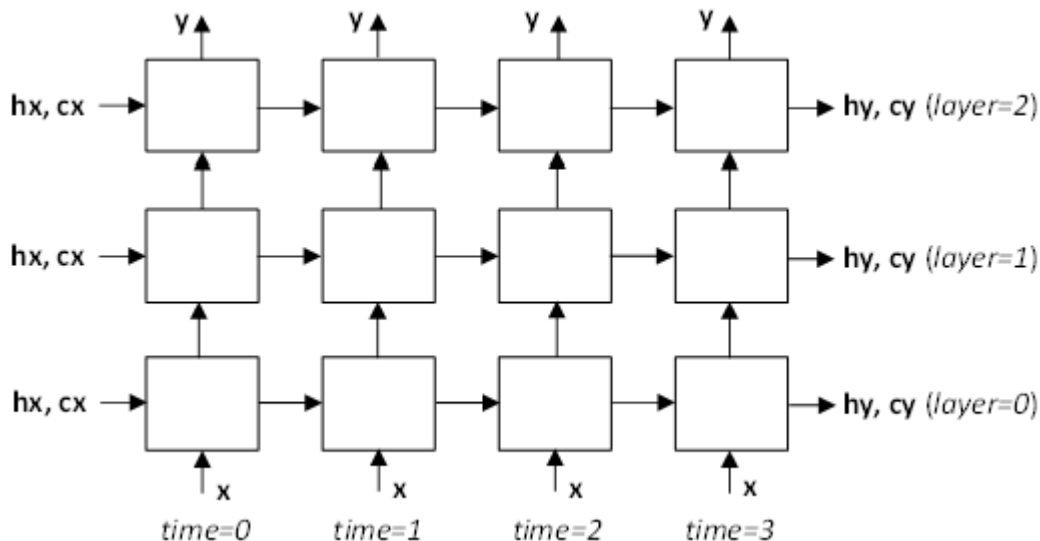 y y y y
hx, cx hy, cy (layer=2)
hx, cx hy, cy (layer=1)
hx, cx hy, cy (layer=0)
x x x x
time=0 time=1 time=2 time=3